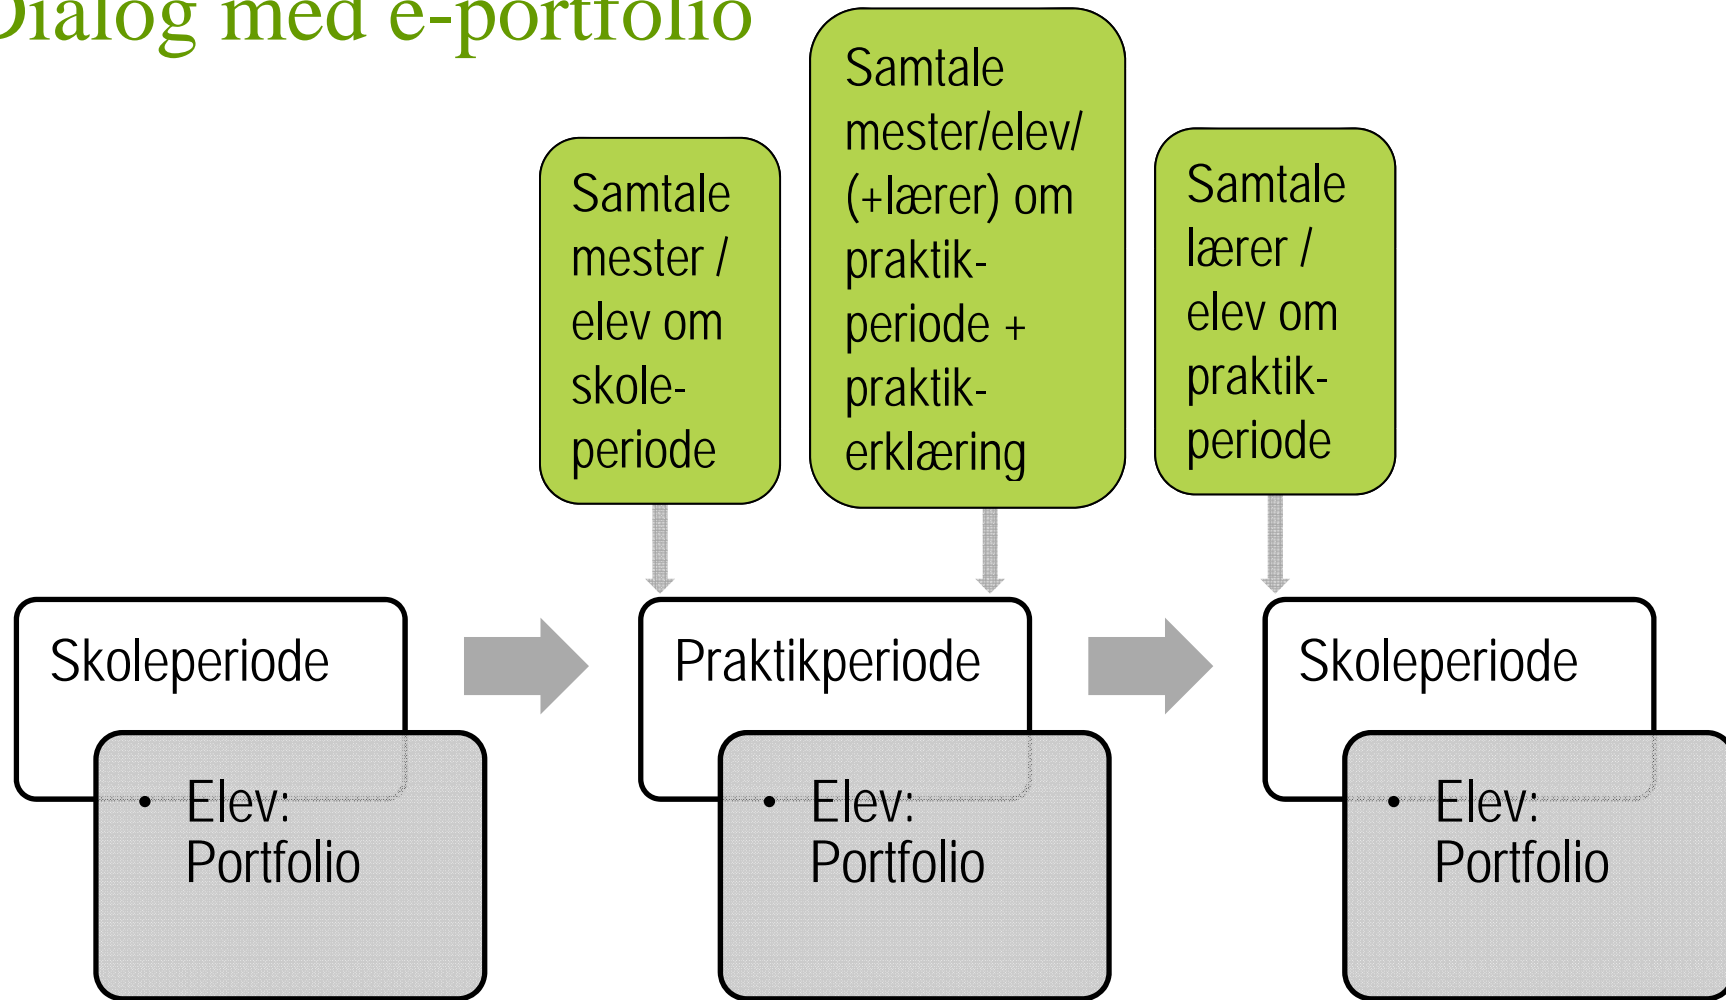 Dialog med e-portfolio
Samtale
mester /
elev om
skole-
periode
Samtale
mester/elev/
(+lærer) om
praktik-
periode +
praktik-
erklæring
Samtale
lærer /
elev om
praktik-
periode
Skoleperiode
• Elev:
Portfolio
Praktikperiode
• Elev:
Portfolio
Skoleperiode
• Elev:
Portfolio